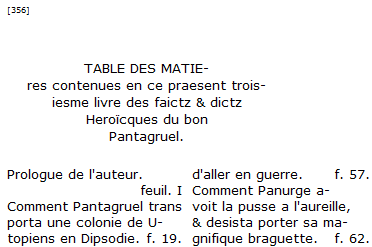 [356]
TABLE DES MATIE-
res contenues en ce praesent trois-
iesme livre des faictz & dictz
Heroïcques du bon
Pantagruel.
Prologue de l'auteur.
feuil. I
Comment Pantagruel trans
porta une colonie de U-
topiens en Dipsodie. f. 19.
d'aller en guerre. f. 57.
Comment Panurge a-
voit la pusse a l'aureille,
& desista porter sa ma-
gnifique braguette. f. 62.